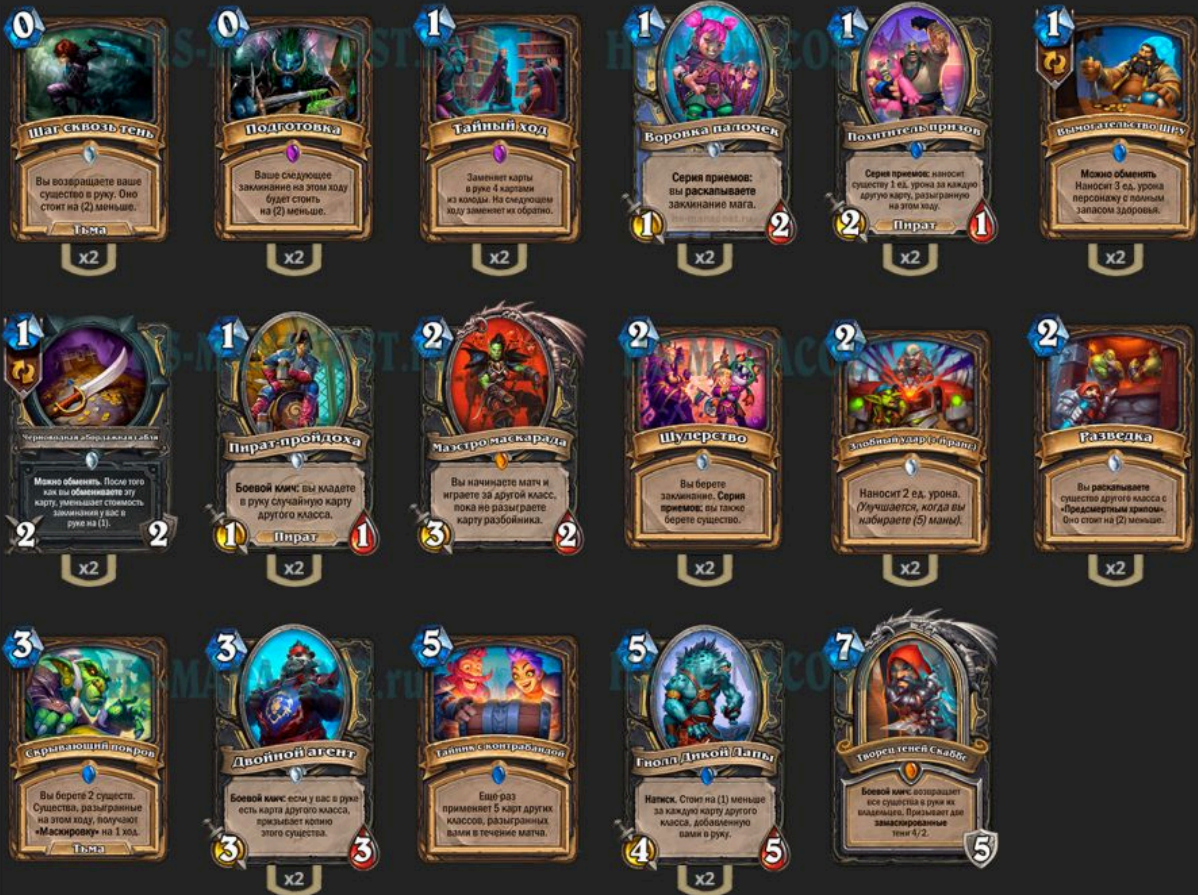 0
Шаг сквозь тень
Вы возвращаете ваше
существо в руку. Оно
стоит на (2) меньше.
Тьма
x2
0
Подготовка
Ваше следующее
заклинание на этом ходу
будет стоить
на (2) меньше.
x2
1
Тайный ход
Заменяет карты
в руке 4 картами
из колоды. На следующем
ходу заменяет их обратно.
x2
1
Воровка палочек
Серия приемов:
вы раскапываете
заклинание мага.
1
2
x2
1
Похититель призов
Серия приемов: наносит
существу 1 ед. урона за каждую
другую карту, разыгранную
на этом ходу.
2
Пират
1
x2
1
Вымогательство ШРУ
Можно обменять
Наносит 3 ед. урона
персонажу с полным
запасом здоровья.
x2
1
Черноводная абордажная сабля
Можно обменять. После того
как вы обмениваете эту
карту, уменьшает стоимость
заклинания у вас в
руке на (1).
2
2
x2
1
Пират-пройдоха
Боевой клич: вы кладете
в руку случайную карту
другого класса.
1
Пират
1
x2
2
Маэстро маскарада
Вы начинаете матч и
играете за другой класс,
пока не разыграете
карту разбойника.
3
2
2
Шулерство
Вы берете
заклинание. Серия
приемов: вы также
берете существо.
x2
2
Злобный удар (1-й ранг)
Наносит 2 ед. урона.
(Улучшается, когда вы
набираете (5) маны).
x2
2
Разведка
Вы раскапываете
существо другого класса с
«Предсмертным хрипом».
Оно стоит на (2) меньше.
x2
3
Скрывающий покров
Вы берете 2 существ.
Существа, разыгранные
на этом ходу, получают
«Маскировку» на 1 ход.
Тьма
3
Двойной агент
Боевой клич: если у вас в руке
есть карта другого класса,
призывает копию
этого существа.
3
3
x2
5
Тайник с контрабандой
Еще раз
применяет 5 карт других
классов, разыгранных
вами в течение матча.
5
Гнолл Дикой Лапы
Натиск. Стоит на (1) меньше
за каждую карту другого
класса, добавленную
вами в руку.
4
5
x2
7
Творец теней Скаббс
Боевой клич: возвращает
все существа в руки их
владельцев. Призывает две
замаскированные
тени 4/2.
5